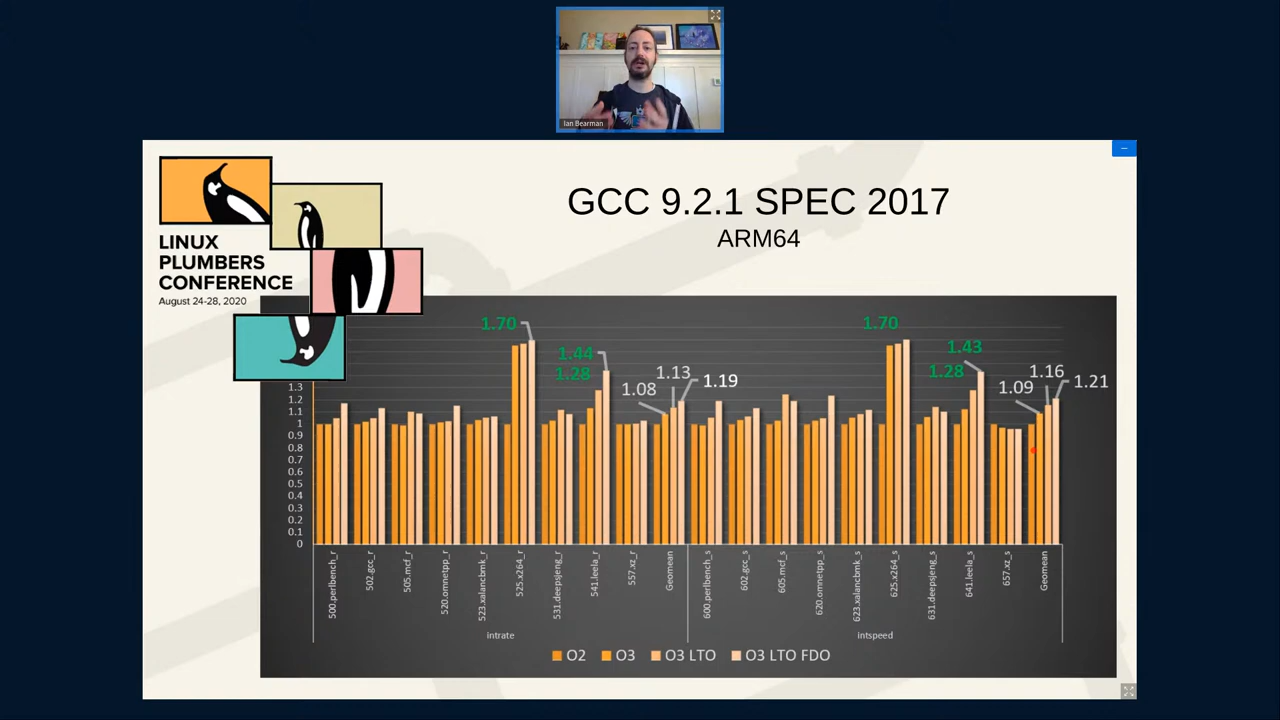 Ian Bearman
LINUX
PLUMBERS
CONFERENCE
August 24-28, 2020
GCC 9.2.1 SPEC 2017
ARM64
1.70
1.44
1.28
1.08
1.13
1.19
1.70
1.43
1.28
1.09
1.16
1.21
1.3
1.2
1.1
1
0.9
0.8
0.7
0.6
0.5
0.4
0.3
0.2
0.1
0
500.perlbench_r
502.gcc_r
505.mcf_r
520.omnetpp_r
523.xalancbmk_r
525.x264_r
531.deepsjeng_r
541.leela_r
557.xz_r
Geomean
600.perlbench_s
602.gcc_s
605.mcf_s
620.omnetpp_s
623.xalancbmk_s
625.x264_s
631.deepsjeng_s
641.leela_s
657.xz_s
Geomean
intrate
intspeed
O2
O3
O3 LTO
O3 LTO FDO